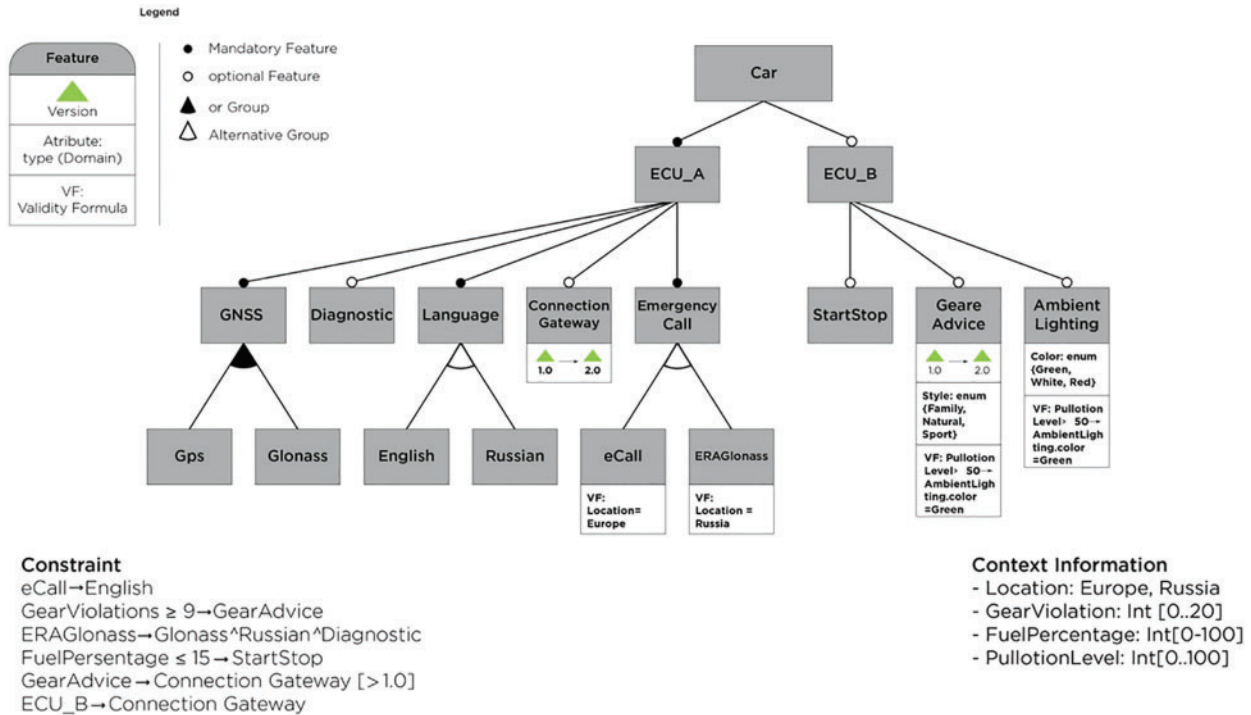 Legend
Feature
Version
Atribute:
type (Domain)
VF:
Validity Formula
Mandatory Feature
optional Feature
or Group
Alternative Group
Car
ECU_A
ECU_B
GNSS
Diagnostic
Language
Connection
Gateway
1.0 → 2.0
Emergency
Call
StartStop
Geare
Advice
1.0 → 2.0
Style: enum
{Family,
Natural,
Sport}
VF: Pullotion
Level> 50→
AmbientLigh
ting.color
=Green
Ambient
Lighting
Color: enum
{Green,
White, Red}
VF: Pullotion
Level> 50→
AmbientLigh
ting.color
=Green
Gps
Glonass
English
Russian
eCall
VF:
Location=
Europe
ERAGlonass
VF:
Location =
Russia
Constraint
eCall→English
GearViolations ≥ 9→GearAdvice
ERAGlonass→Glonass^Russian^Diagnostic
FuelPersentage ≤ 15→StartStop
GearAdvice→Connection Gateway [>1.0]
ECU_B→Connection Gateway
Context Information
- Location: Europe, Russia
- GearViolation: Int [0..20]
- FuelPercentage: Int[0-100]
- PullotionLevel: Int[0..100]